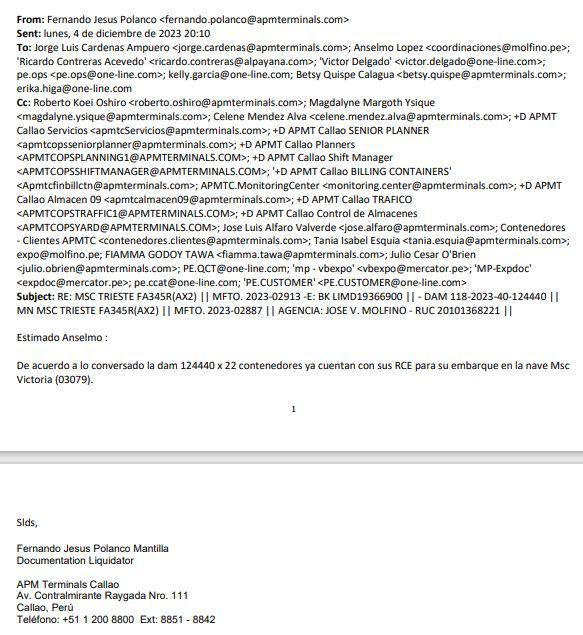 From: Fernando Jesus Polanco <fernando.polanco@apmterminals.com>
Sent: lunes, 4 de diciembre de 2023 20:10
To: Jorge Luis Cardenas Ampuero <jorge.cardenas@apmterminals.com>; Anselmo Lopez <coordinaciones@molfino.pe>;
'Ricardo Contreras Acevedo' <ricardo.contreras@alpayana.com>; 'Victor Delgado' <victor.delgado@one-line.com>;
pe.ops <pe.ops@one-line.com>; kelly.garcia@one-line.com; Betsy Quispe Calagua <betsy.quispe@apmterminals.com>;
erika.higa@one-line.com
Cc: Roberto Koei Oshiro <roberto.oshiro@apmterminals.com>; Magdalyne Margoth Ysique
<magdalyne.ysique@apmterminals.com>; Celene Mendez Alva <celene.mendez.alva@apmterminals.com>; +D APMT
Callao Servicios <apmtcServicios@apmterminals.com>; +D APMT Callao SENIOR PLANNER
<apmtcopsseniorplanner@apmterminals.com>; +D APMT Callao Planners
<APMTCOPSPLANNING1@APMTERMINALS.COM>; +D APMT Callao Shift Manager
<APMTCOPSSHIFTMANAGER@APMTERMINALS.COM>; '+D APMT Callao BILLING CONTAINERS'
<Apmtcfinbillctn@apmterminals.com>; APMTC.MonitoringCenter <monitoring.center@apmterminals.com>; +D APMT
Callao Almacen 09 <apmtcalmacen09@apmterminals.com>; +D APMT Callao TRAFICO
<APMTCOPSTRAFFIC1@APMTERMINALS.COM>; +D APMT Callao Control de Almacenes
<APMTCOPSYARD@APMTERMINALS.COM>; Jose Luis Alfaro Valverde <jose.alfaro@apmterminals.com>; Contenedores
- Clientes APMTC <contenedores.clientes@apmterminals.com>; Tania Isabel Esquia <tania.esquia@apmterminals.com>;
expo@molfino.pe; FIAMMA GODOY TAWA <fiamma.tawa@apmterminals.com>; Julio Cesar O'Brien
<julio.obrien@apmterminals.com>; PE.QCT@one-line.com; 'mp - vbexpo' <vbexpo@mercator.pe>; 'MP-Expdoc'
<expdoc@mercator.pe>; pe.ccat@one-line.com; 'PE.CUSTOMER' <PE.CUSTOMER@one-line.com>
Subject: RE: MSC TRIESTE FA345R(AX2) || MFTO. 2023-02913 -E: BK LIMD19366900 || - DAM 118-2023-40-124440 ||
MN MSC TRIESTE FA345R(AX2) || MFTO. 2023-02887 || AGENCIA: JOSE V. MOLFINO - RUC 20101368221 ||
Estimado Anselmo :
De acuerdo a lo conversado la dam 124440 x 22 contenedores ya cuentan con sus RCE para su embarque en la nave Msc
Victoria (03079).
1
Slds,
Fernando Jesus Polanco Mantilla
Documentation Liquidator
APM Terminals Callao
Av. Contralmirante Raygada Nro. 111
Callao, Perú
Teléfono: +51 1 200 8800  Ext: 8851 - 8842